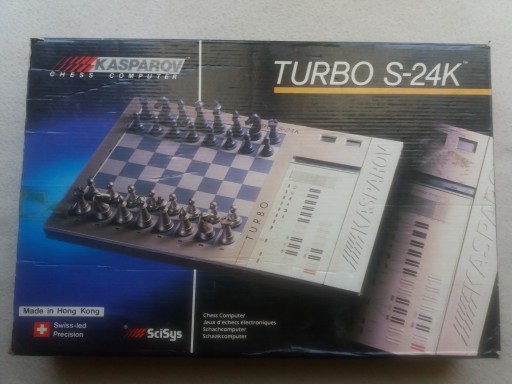 KASPAROV
CHESS COMPUTER
TURBO S-24K™
TURBO
KASPAROV
KASPAROV
Made in Hong Kong
Swiss-led
Precision
SciSys
Chess Computer
Jeux d'échecs électroniques
Schachcomputer
Schaakcomputer